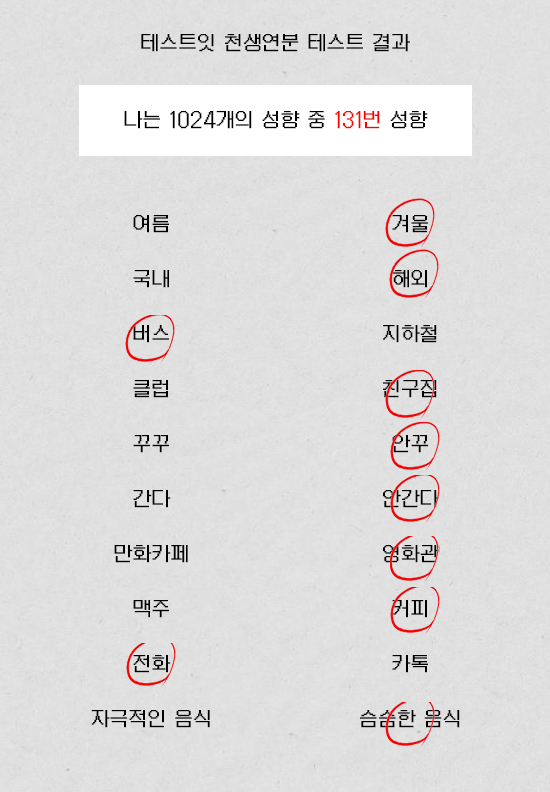 테스트잇 천생연분 테스트 결과
나는 1024개의 성향 중 131번 성향
여름 겨울
국내 해외
버스 지하철
클럽 친구집
꾸꾸 안꾸
간다 안간다
만화카페 영화관
맥주 커피
전화 카톡
자극적인 음식 슴슴한 음식